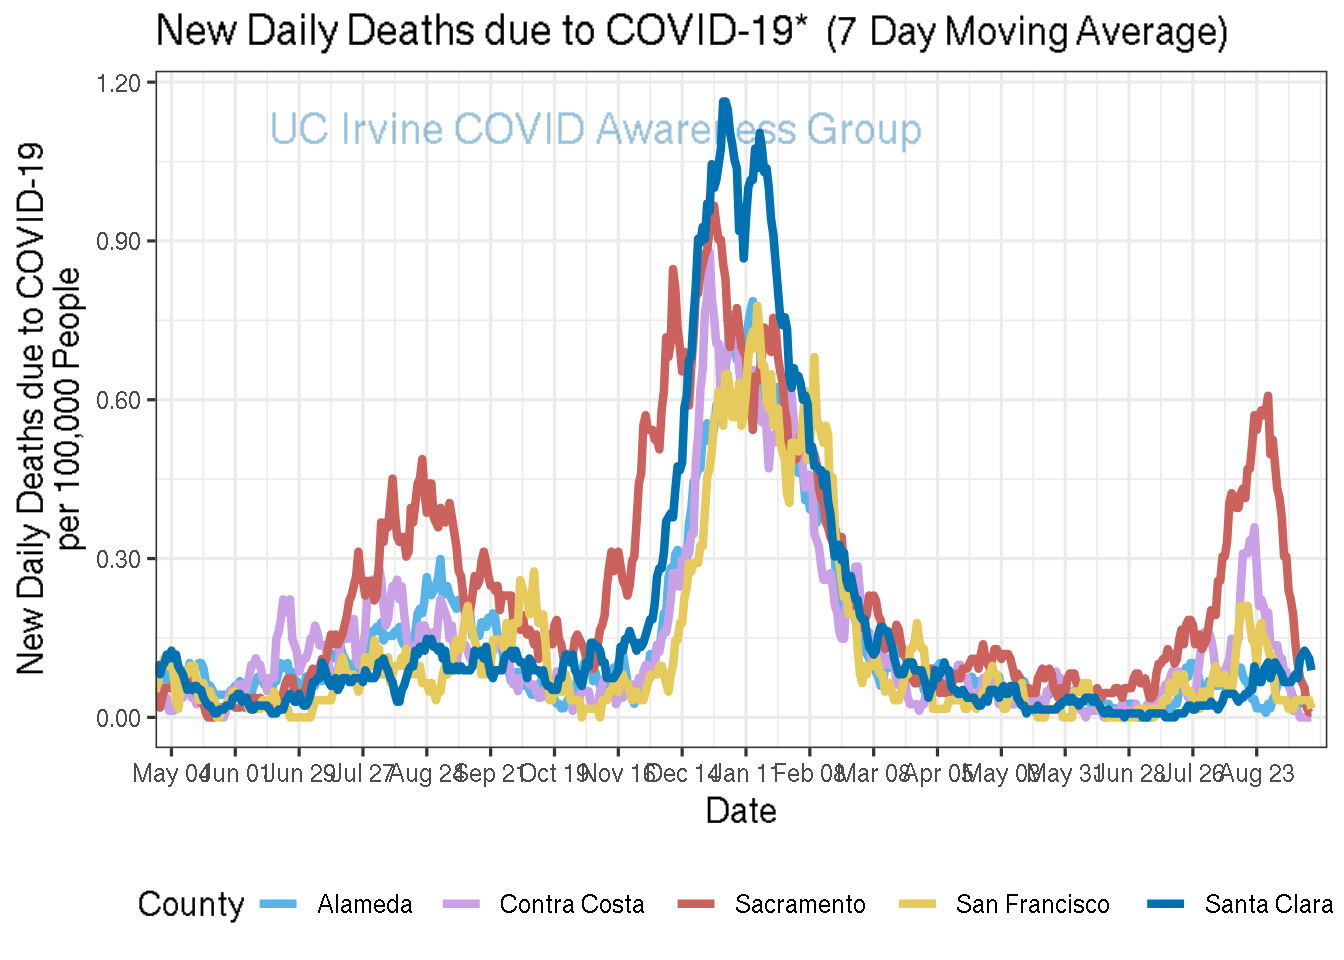 New Daily Deaths due to COVID-19* (7 Day Moving Average)
UC Irvine COVID Awareness Group
New Daily Deaths due to COVID-19
per 100,000 People
1.20
0.90
0.60
0.30
0.00
May 04 Jun 01 Jun 29 Jul 27 Aug 24 Sep 21 Oct 19 Nov 16 Dec 14 Jan 11 Feb 08 Mar 08 Apr 05 May 03 May 31 Jun 28 Jul 26 Aug 23
Date
County Alameda Contra Costa Sacramento San Francisco Santa Clara